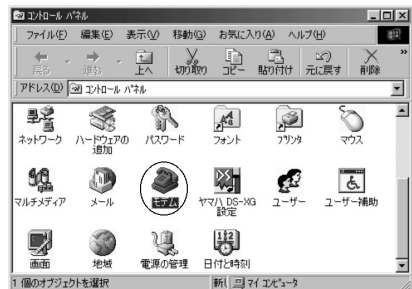 コントロール パネル
ファイル(F) 編集(E) 表示(V) 移動(G) お気に入り(A) ヘルプ(H)
戻る 進む 上へ 切り取り コピー 貼り付け 元に戻す 削除
アドレス(D) コントロール パネル
ネットワーク ハードウェアの追加 パスワード フォント プリンタ マウス
マルチメディア メール モデム ヤマハ DS-XG 設定 ユーザー ユーザー補助
画面 地域 電源の管理 日付と時刻
1 個のオブジェクトを選択 マイ コンピュータ